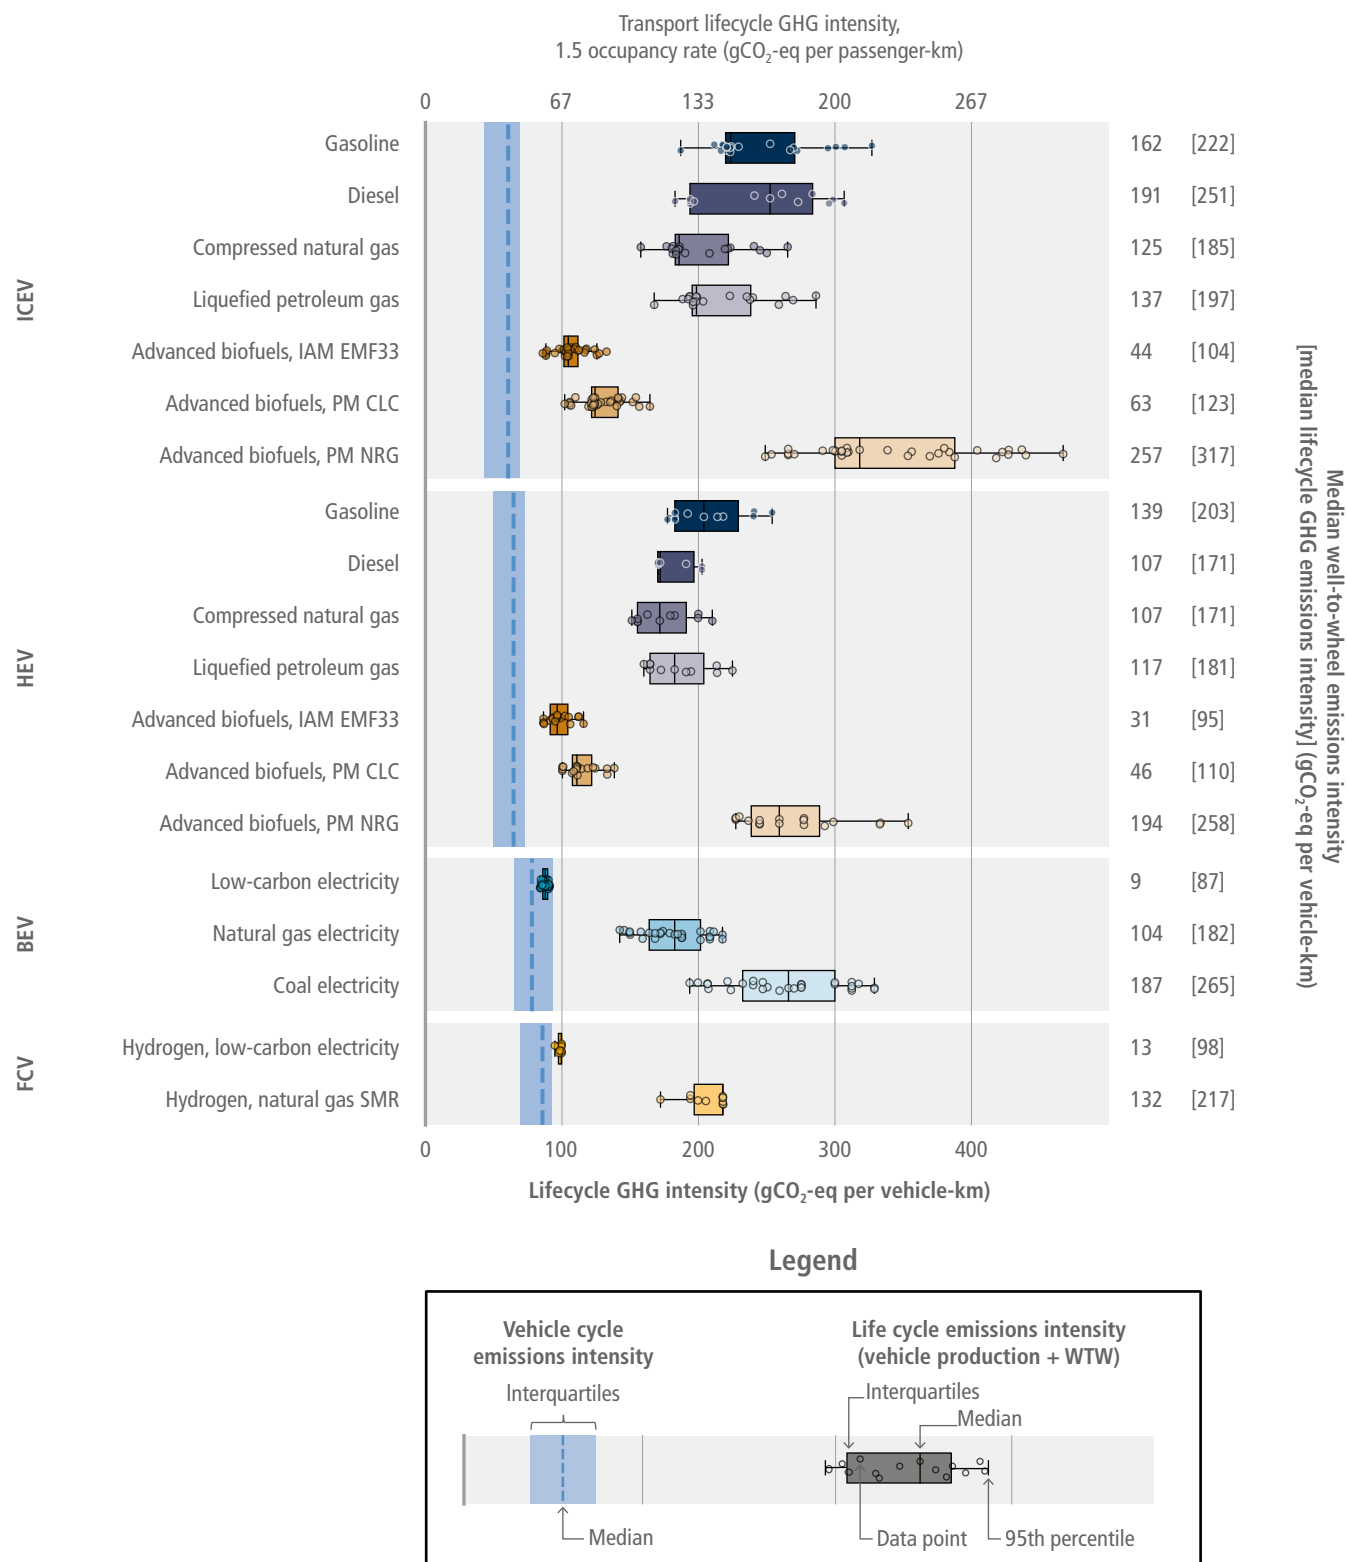 Transport lifecycle GHG intensity,
1.5 occupancy rate (gCO₂-eq per passenger-km)
0 67 133 200 267
ICEV
Gasoline 162 [222]
Diesel 191 [251]
Compressed natural gas 125 [185]
Liquefied petroleum gas 137 [197]
Advanced biofuels, IAM EMF33 44 [104]
Advanced biofuels, PM CLC 63 [123]
Advanced biofuels, PM NRG 257 [317]
HEV
Gasoline 139 [203]
Diesel 107 [171]
Compressed natural gas 107 [171]
Liquefied petroleum gas 117 [181]
Advanced biofuels, IAM EMF33 31 [95]
Advanced biofuels, PM CLC 46 [110]
Advanced biofuels, PM NRG 194 [258]
BEV
Low-carbon electricity 9 [87]
Natural gas electricity 104 [182]
Coal electricity 187 [265]
FCV
Hydrogen, low-carbon electricity 13 [98]
Hydrogen, natural gas SMR 132 [217]
Median well-to-wheel emissions intensity
[median lifecycle GHG emissions intensity] (gCO₂-eq per vehicle-km)
0 100 200 300 400
Lifecycle GHG intensity (gCO₂-eq per vehicle-km)
Legend
Vehicle cycle
emissions intensity
Interquartiles
Median
Life cycle emissions intensity
(vehicle production + WTW)
Interquartiles
Median
Data point
95th percentile